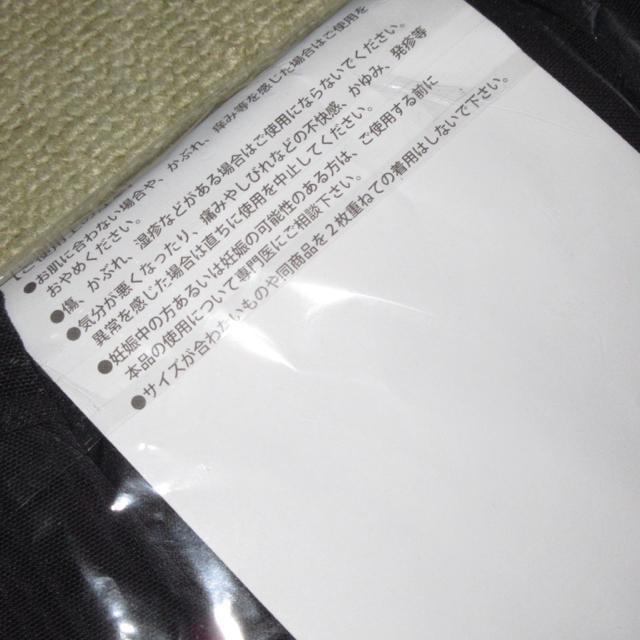 ●お肌に合わない場合や、かぶれ、痒み等を感じた場合はご使用を
おやめください。
●傷、かぶれ、湿疹などがある場合はご使用にならないでください。
●気分が悪くなったり、痛みやしびれなどの不快感、かゆみ、発疹等
異常を感じた場合は直ちに使用を中止してください。
●妊娠中の方あるいは妊娠の可能性のある方は、ご使用する前に
本品の使用について専門医にご相談下さい。
●サイズが合わないものや同商品を2枚重ねての着用はしないで下さい。